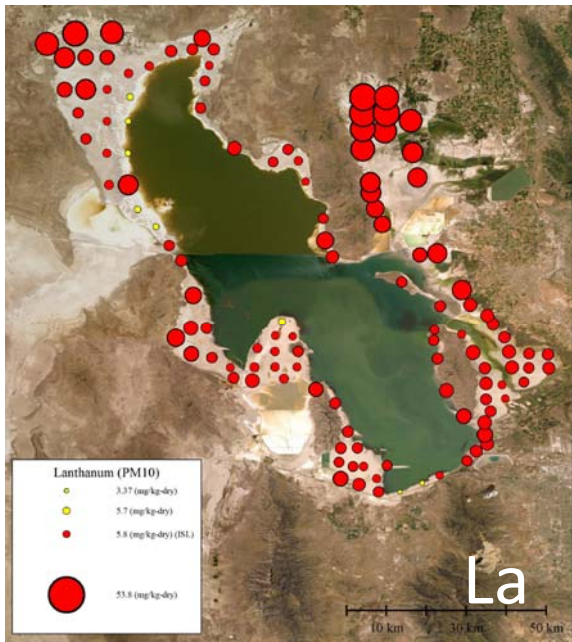 Lanthanum (PM10)
3.37 (mg/kg-dry)
5.7 (mg/kg-dry)
5.8 (mg/kg-dry) (ISL)
53.8 (mg/kg-dry)
La
10 km 30 km 50 km